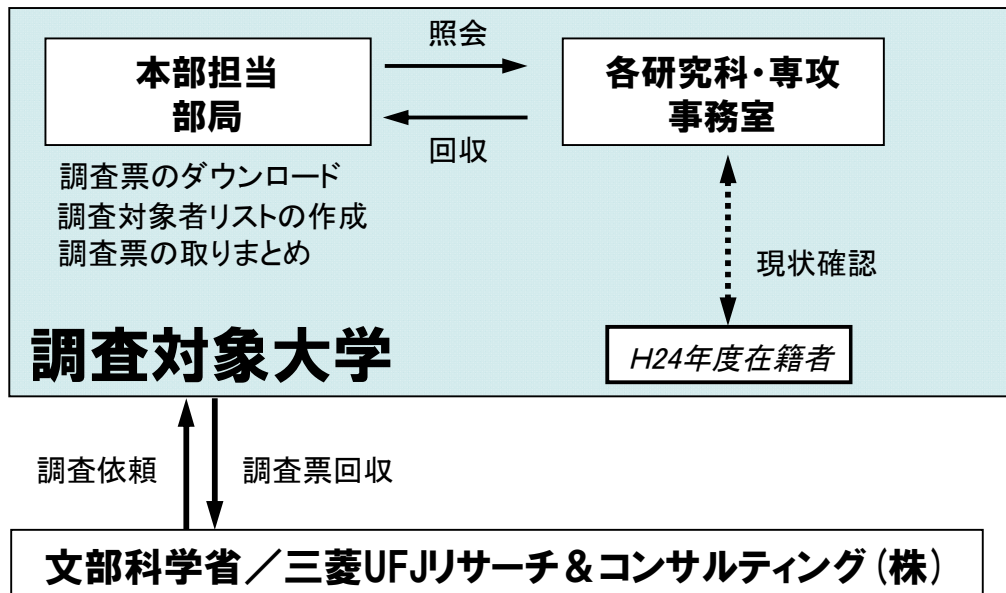 照会
本部担当
部局
各研究科・専攻
事務室
回収
調査票のダウンロード
調査対象者リストの作成
調査票の取りまとめ
現状確認
調査対象大学
H24年度在籍者
調査依頼
調査票回収
文部科学省／三菱UFJリサーチ＆コンサルティング(株)